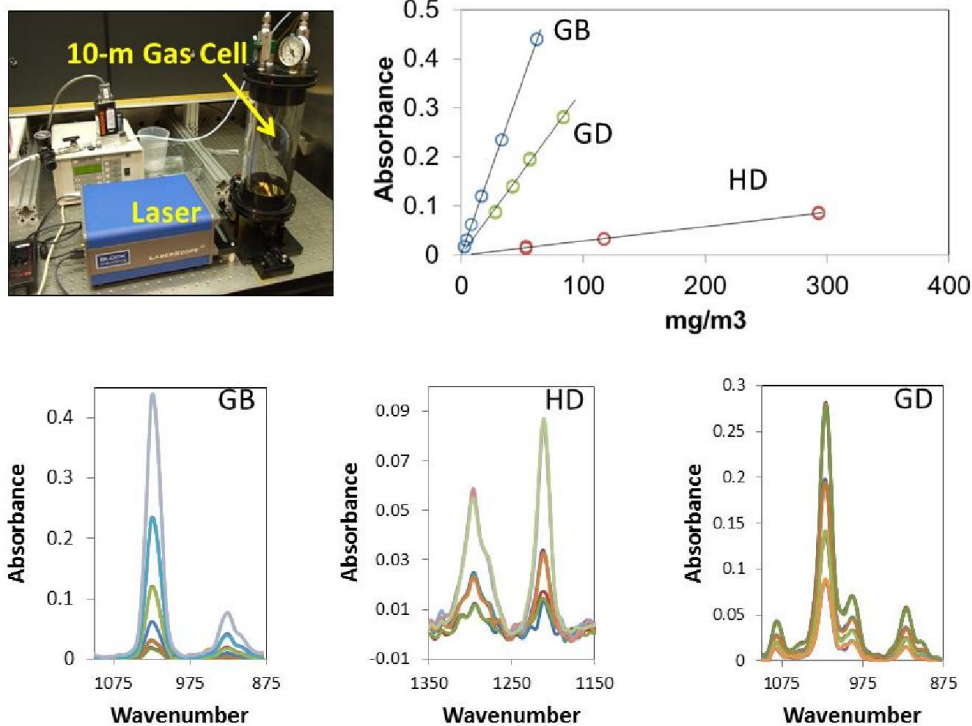 10-m Gas Cell
Laser
BLOCK
LASERSCOPE
Absorbance
0.5
0.4
0.3
0.2
0.1
0
GB
GD
HD
0 100 200 300 400
mg/m3
Absorbance
0.4
0.3
0.2
0.1
0
GB
1075 975 875
Wavenumber
Absorbance
0.09
0.07
0.05
0.03
0.01
-0.01
HD
1350 1250 1150
Wavenumber
Absorbance
0.3
0.25
0.2
0.15
0.1
0.05
0
GD
1075 975 875
Wavenumber